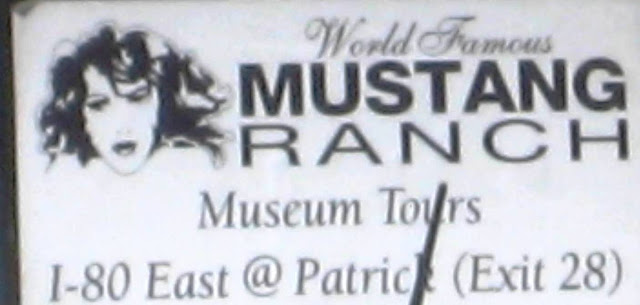 World Famous
MUSTANG
RANCH
Museum Tours
I-80 East @ Patrick (Exit 28)